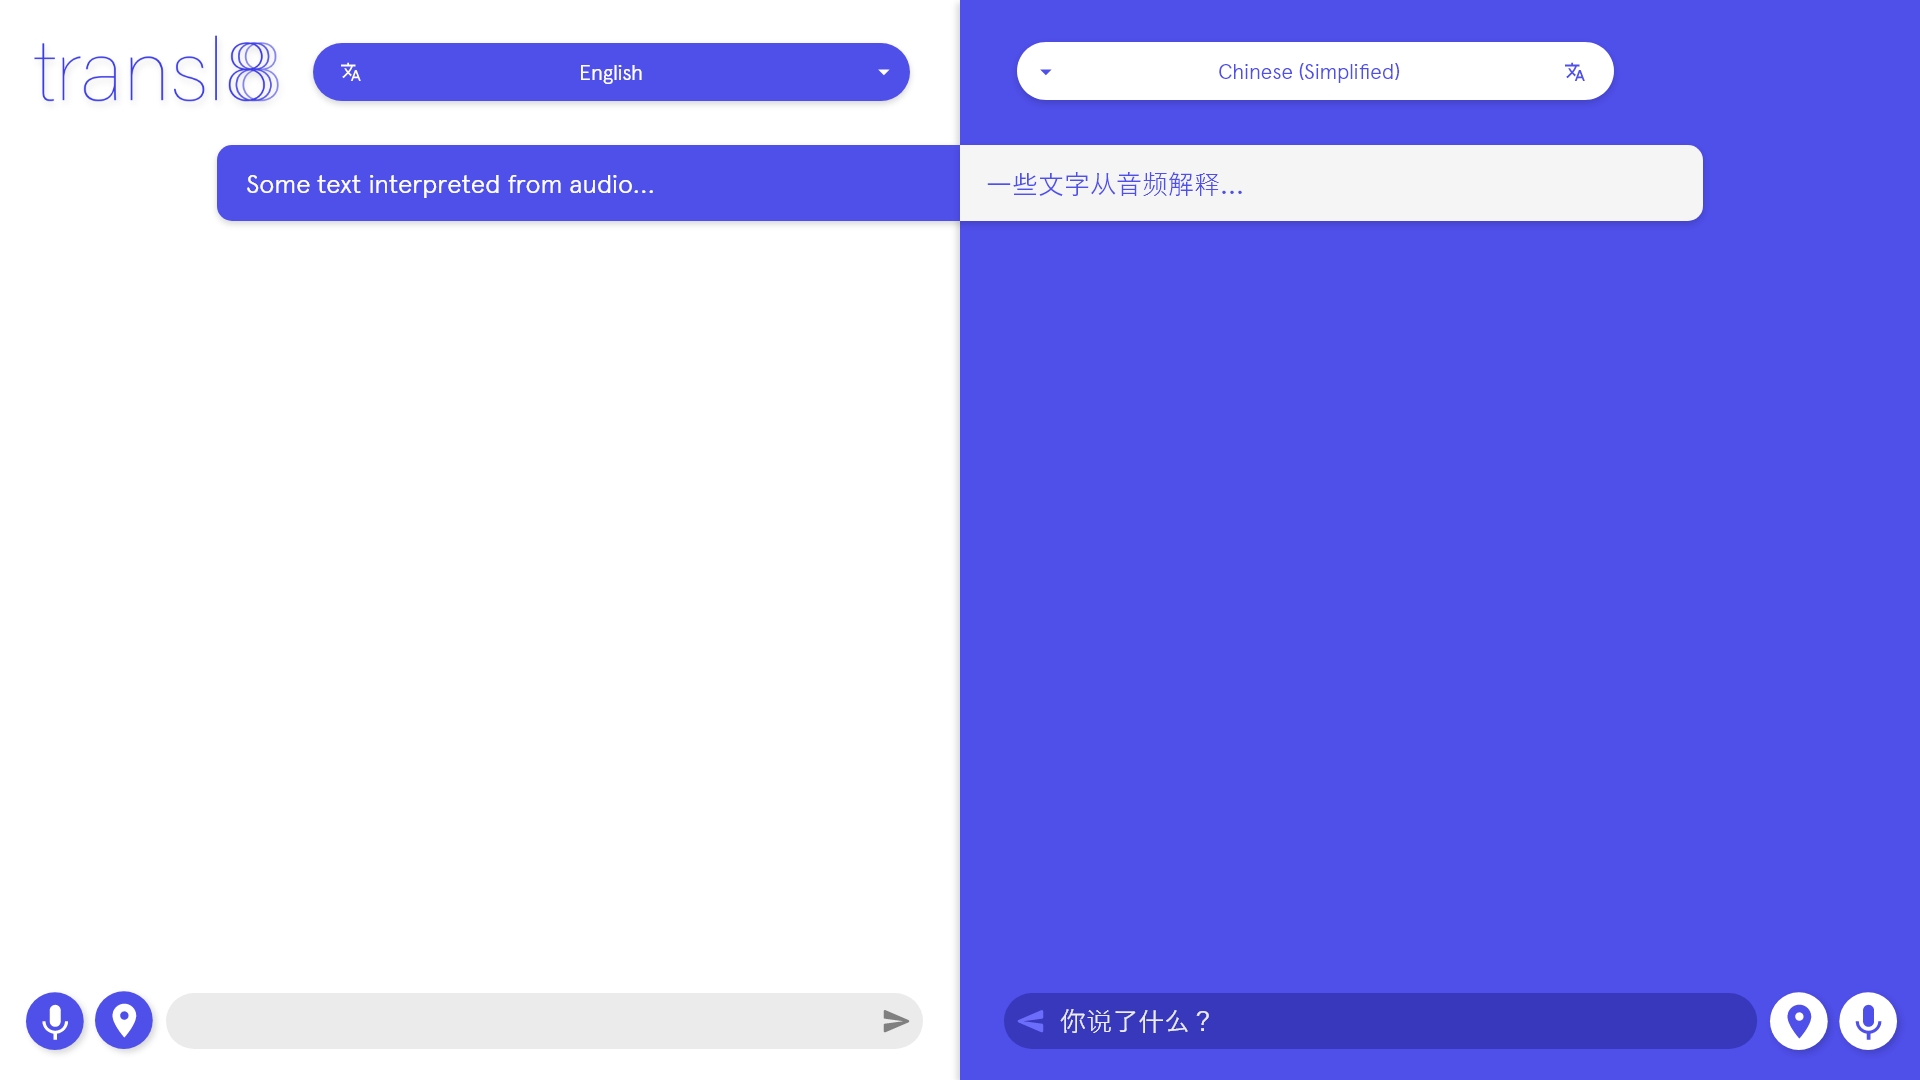 transl8
English
Chinese (Simplified)
Some text interpreted from audio...
一些文字从音频解释...
你说了什么？